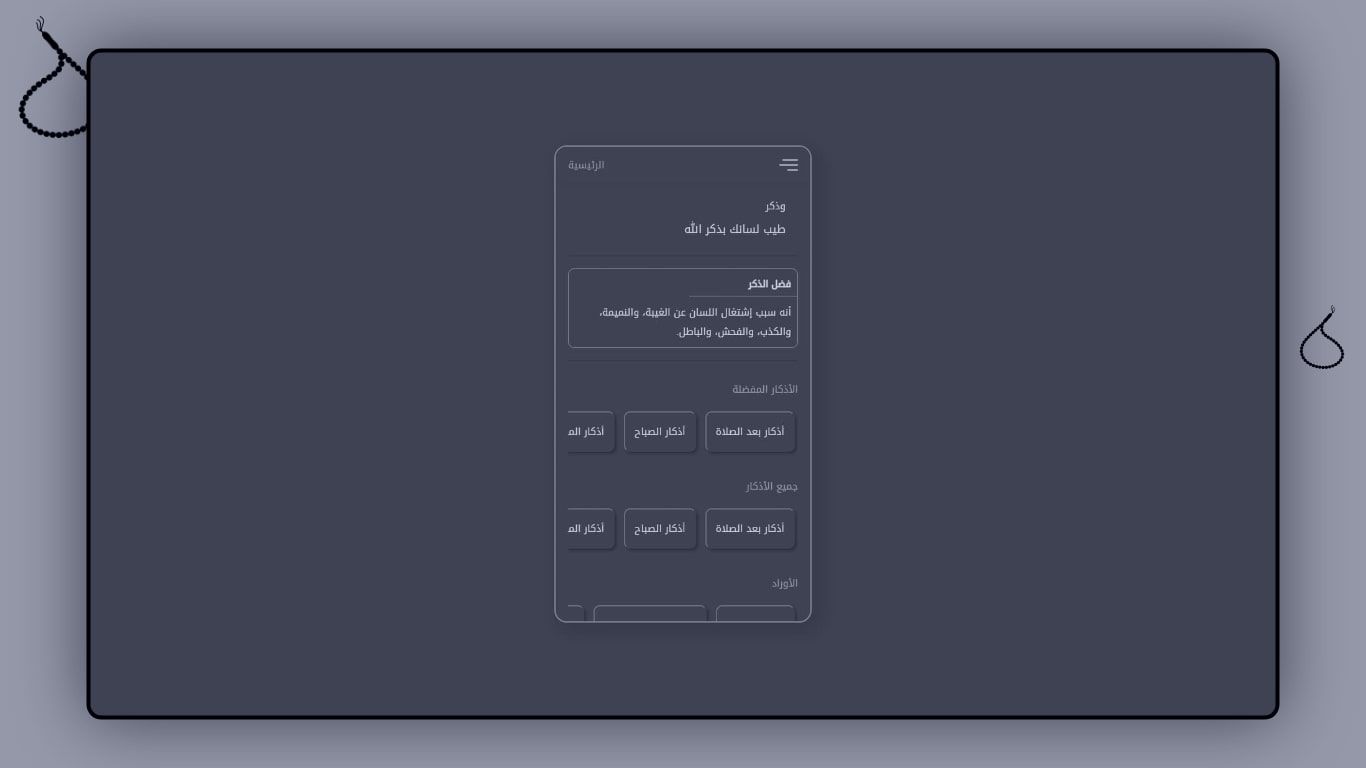 الرئيسية
وذكر
طيب لسانك بذكر الله
فضل الذكر
أنه سبب إشتغال اللسان عن الغيبة، والنميمة،
والكذب، والفحش، والباطل.
الأذكار المفضلة
أذكار بعد الصلاة
أذكار الصباح
أذكار الم
جميع الأذكار
أذكار بعد الصلاة
أذكار الصباح
أذكار الم
الأوراد